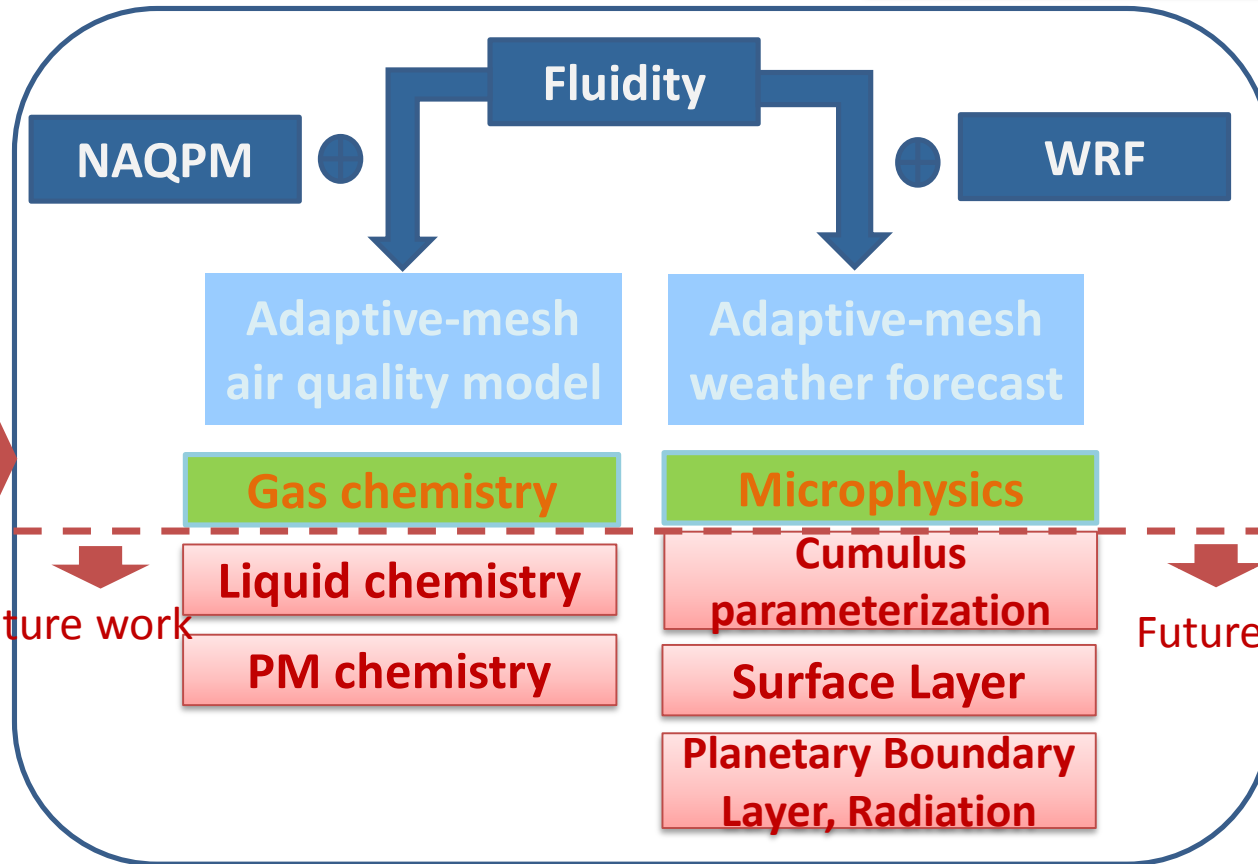 Fluidity
NAQPM
WRF
Adaptive-mesh
air quality model
Adaptive-mesh
weather forecast
Gas chemistry
Microphysics
Liquid chemistry
Cumulus
parameterization
ture work
Future
PM chemistry
Surface Layer
Planetary Boundary
Layer, Radiation